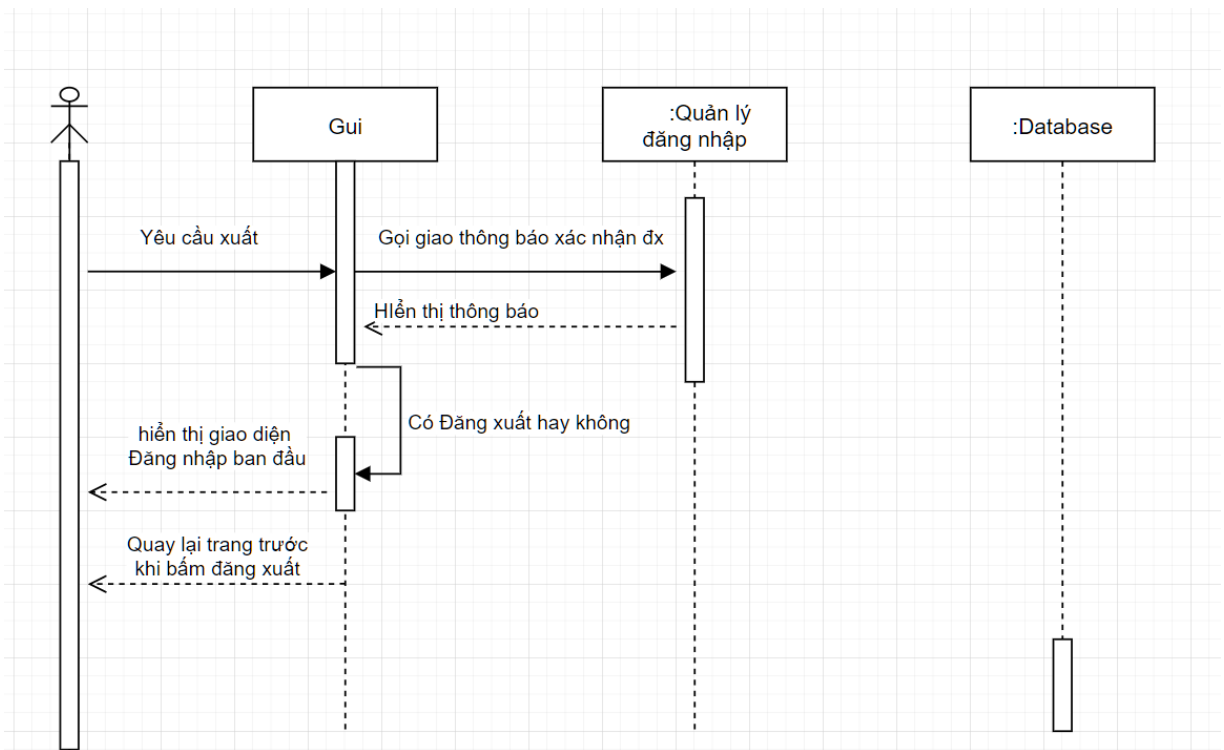 Gui
:Quản lý
đăng nhập
:Database
Yêu cầu xuất
Gọi giao thông báo xác nhận đx
HIển thị thông báo
Có Đăng xuất hay không
hiển thị giao diện
Đăng nhập ban đầu
Quay lại trang trước
khi bấm đăng xuất